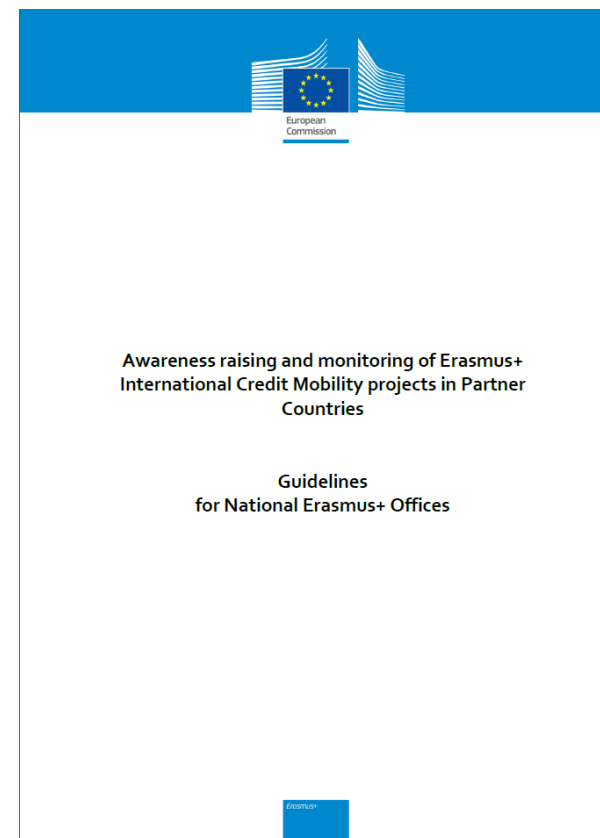 European
Commission
Awareness raising and monitoring of Erasmus+
International Credit Mobility projects in Partner
Countries
Guidelines
for National Erasmus+ Offices
Erasmus+